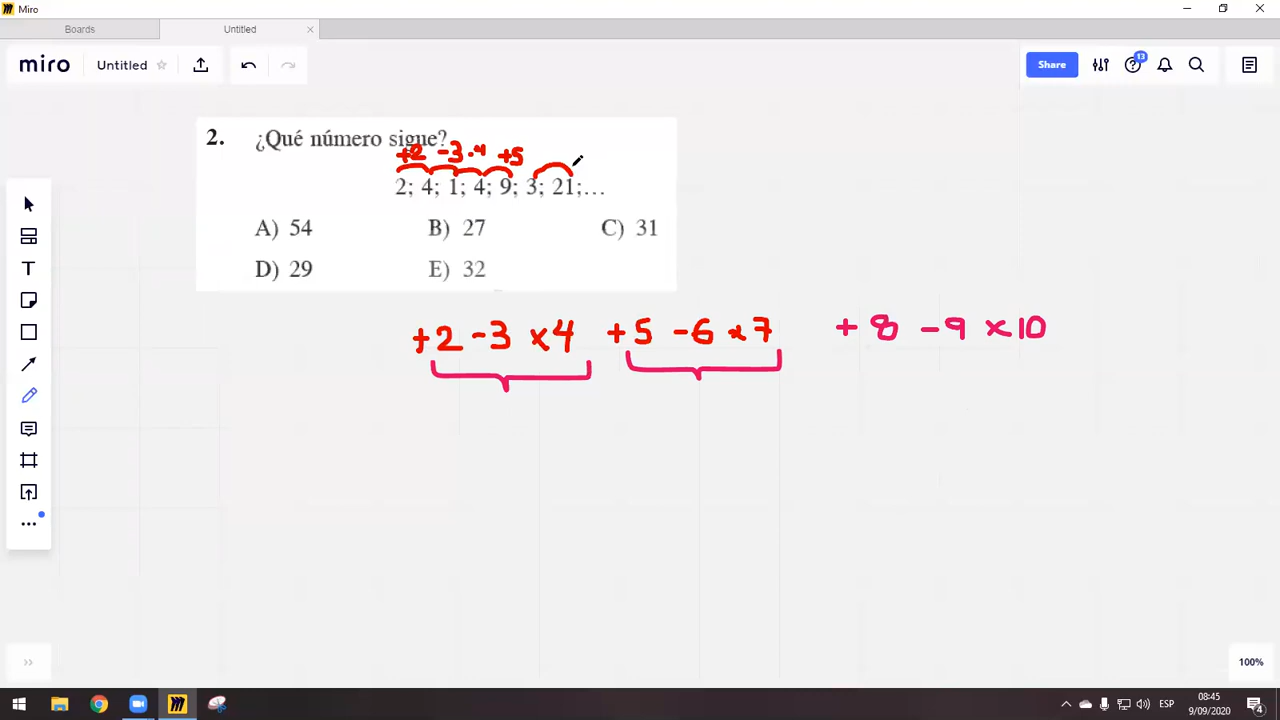 Miro
Boards
Untitled
miro
Untitled
Share
13
2. ¿Qué número sigue?
+2 -3 ·4 +5
2; 4; 1; 4; 9; 3; 21;...
A) 54 B) 27 C) 31
D) 29 E) 32
+2 -3 x4 +5 -6 x7 +8 -9 x10
T
100%
ESP
08:45
9/09/2020
4